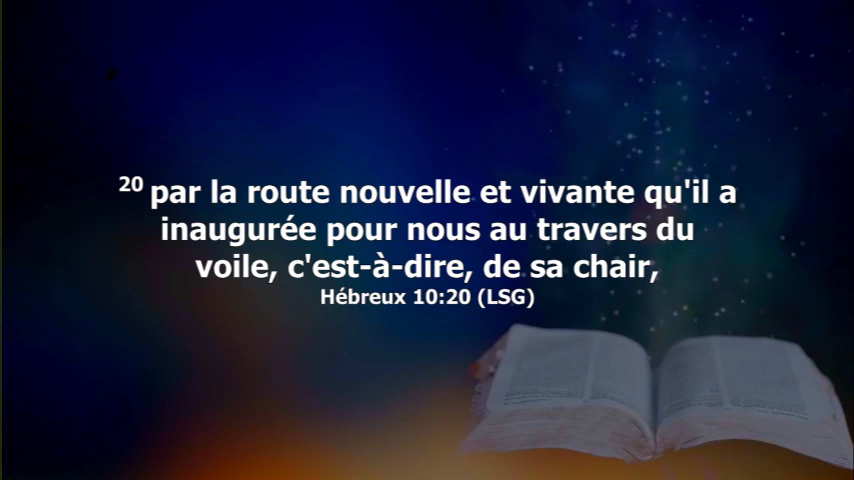 20 par la route nouvelle et vivante qu'il a
inaugurée pour nous au travers du
voile, c'est-à-dire, de sa chair,
Hébreux 10:20 (LSG)